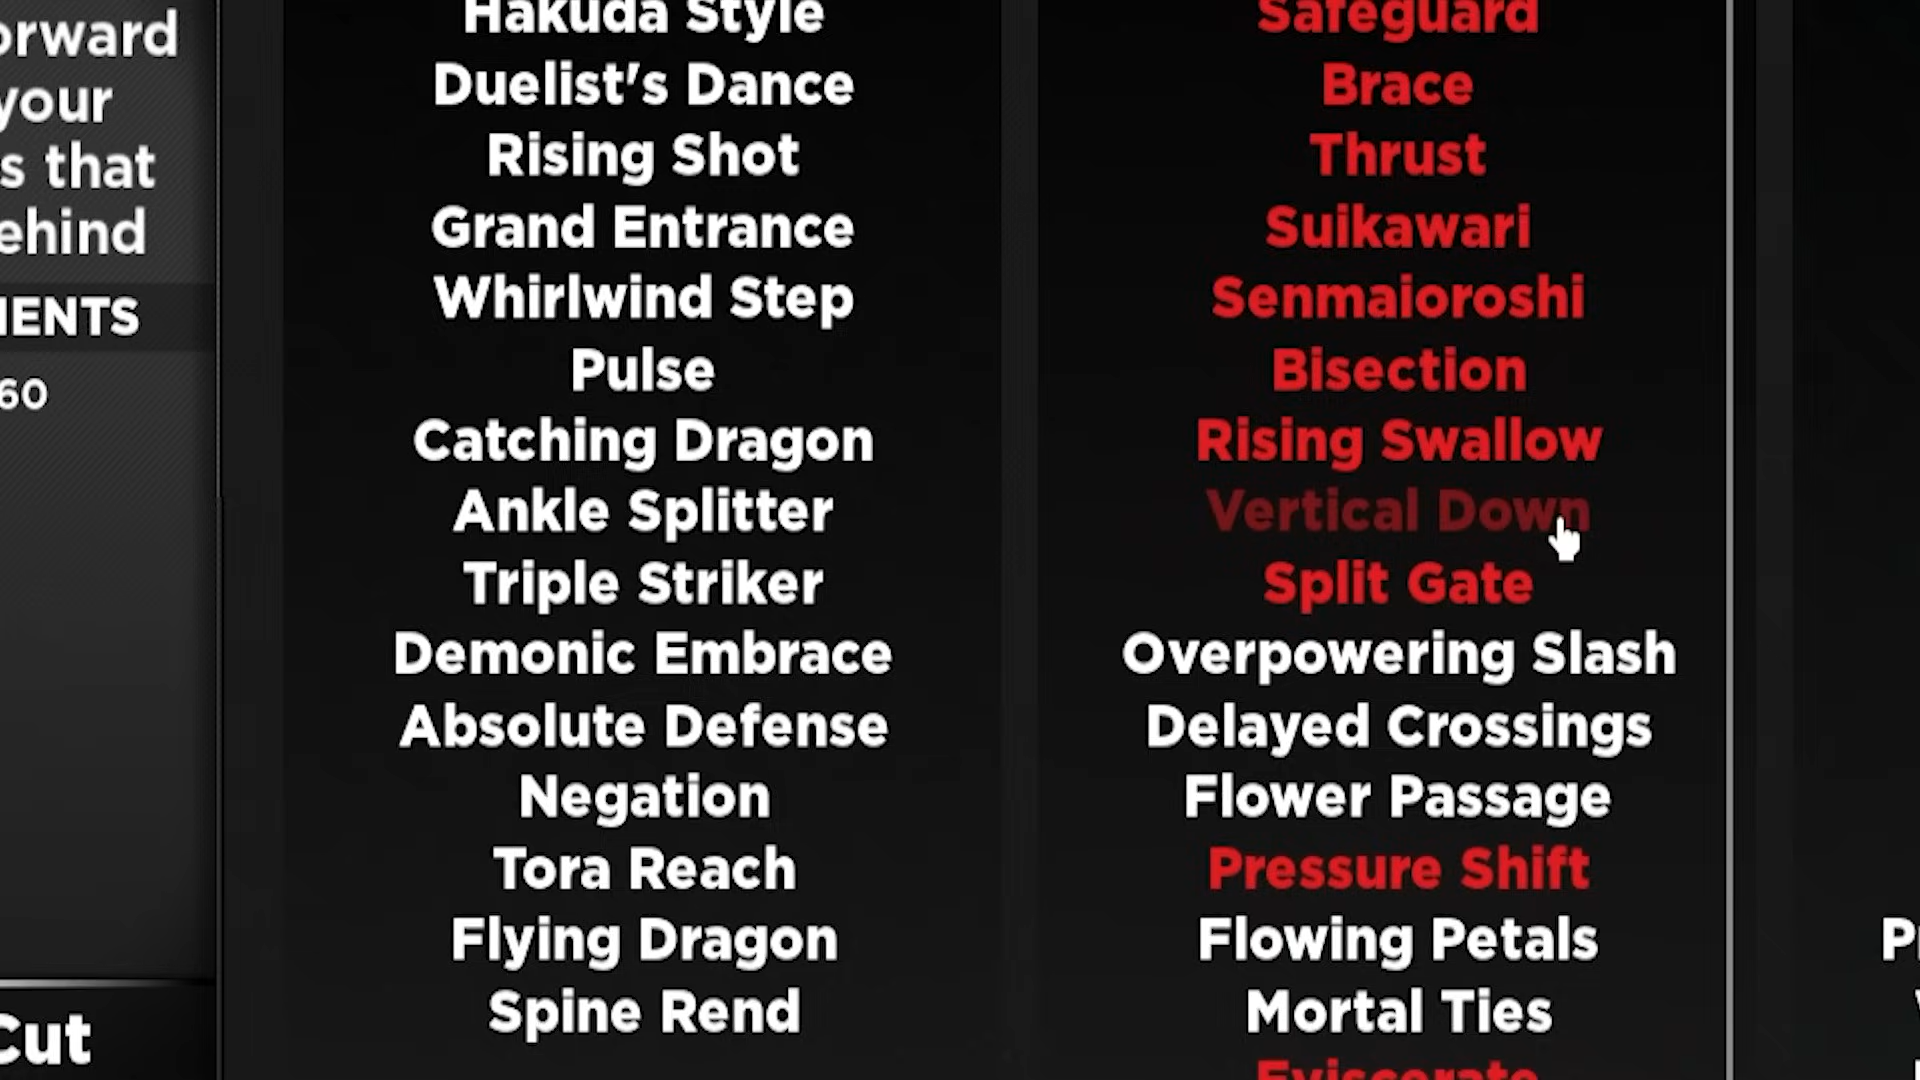 orward
your
s that
ehind
MENTS
60
Cut
Hakuda Style
Duelist's Dance
Rising Shot
Grand Entrance
Whirlwind Step
Pulse
Catching Dragon
Ankle Splitter
Triple Striker
Demonic Embrace
Absolute Defense
Negation
Tora Reach
Flying Dragon
Spine Rend
Safeguard
Brace
Thrust
Suikawari
Senmaioroshi
Bisection
Rising Swallow
Vertical Down
Split Gate
Overpowering Slash
Delayed Crossings
Flower Passage
Pressure Shift
Flowing Petals
Mortal Ties
Eviscerate